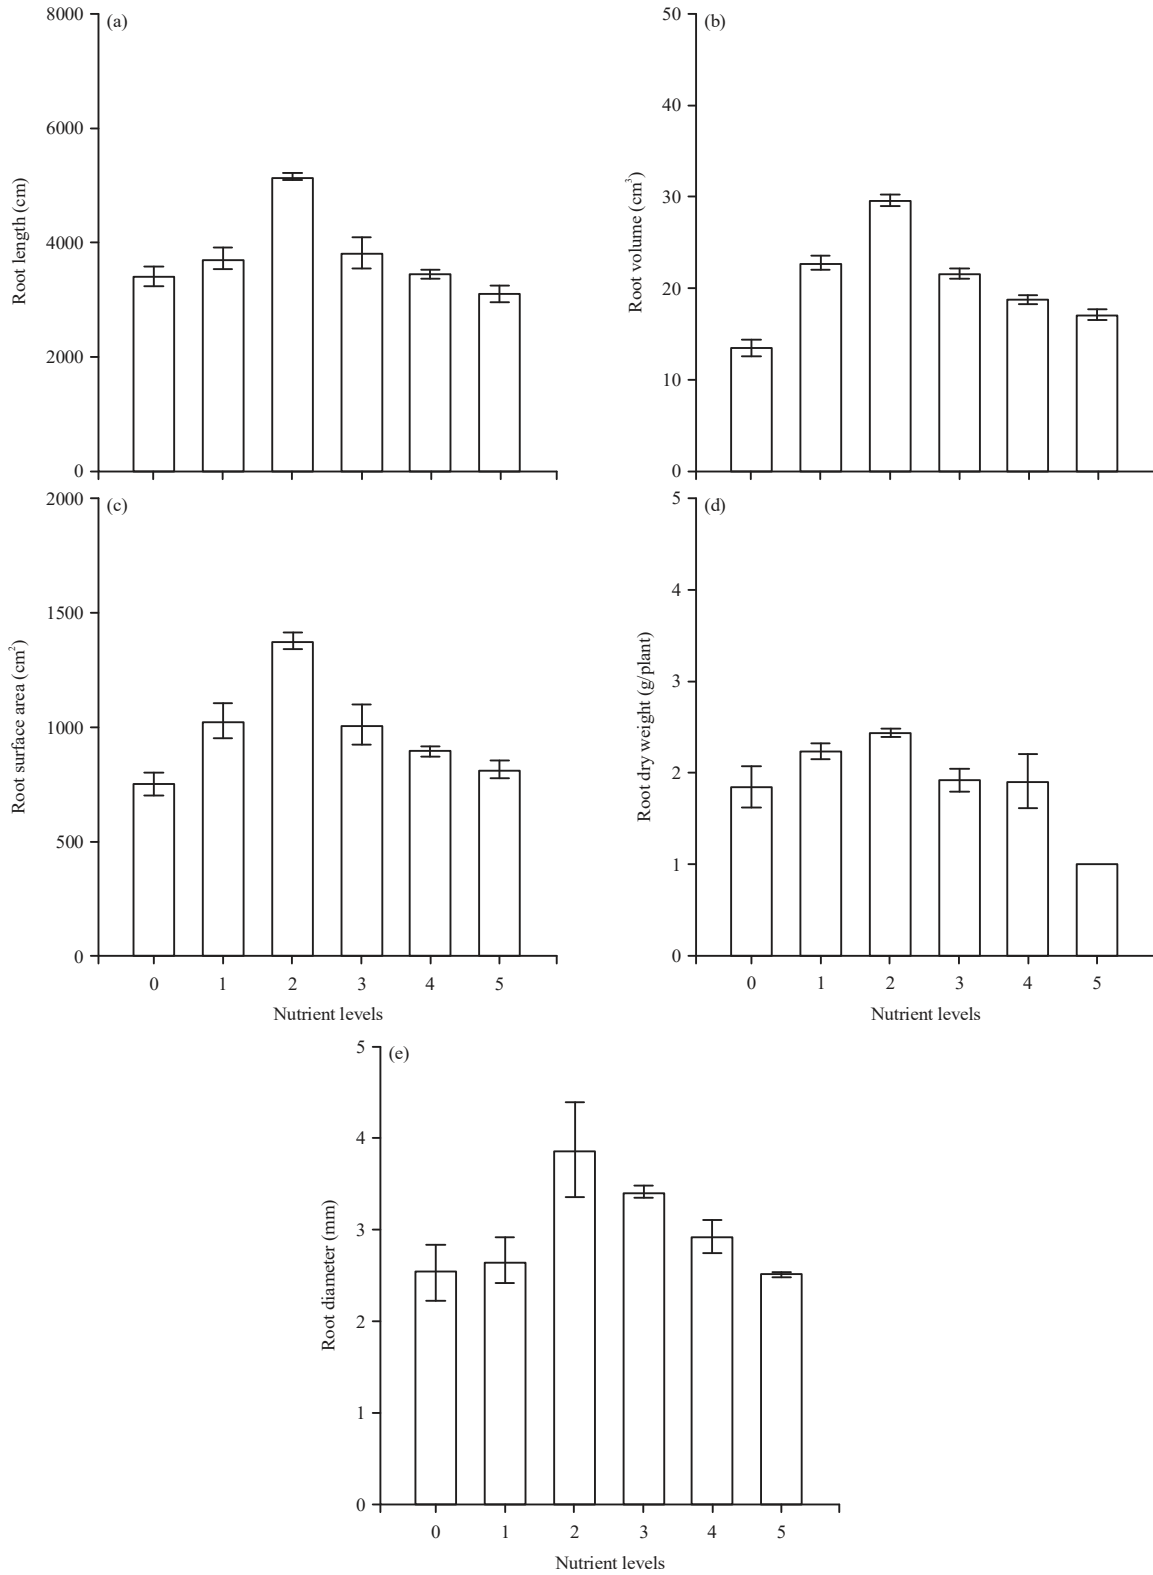 (a)
8000
6000
4000
2000
0
Root length (cm)
(b)
50
40
30
20
10
0
Root volume (cm³)
(c)
2000
1500
1000
500
0
Root surface area (cm²)
0 1 2 3 4 5
Nutrient levels
(d)
5
4
3
2
1
0
Root dry weight (g/plant)
0 1 2 3 4 5
Nutrient levels
(e)
5
4
3
2
1
0
Root diameter (mm)
0 1 2 3 4 5
Nutrient levels